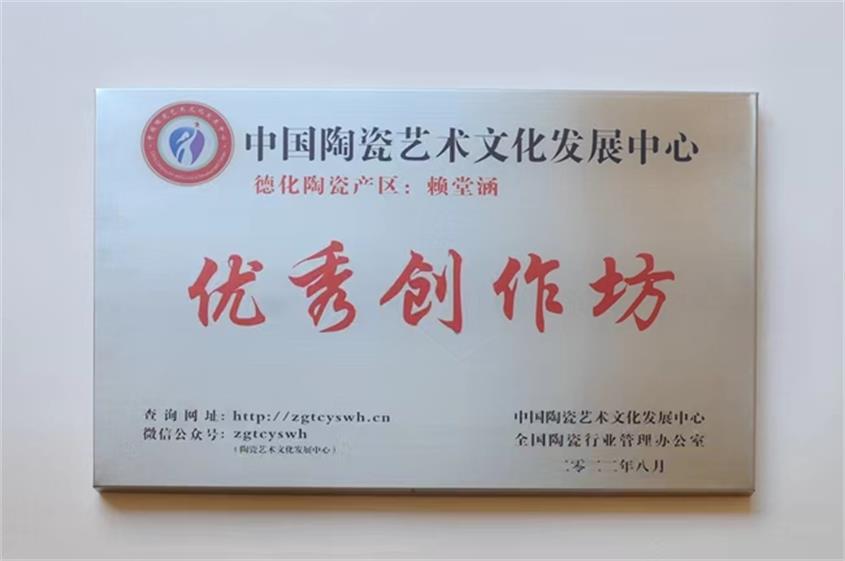 中国陶瓷艺术文化发展中心
德化陶瓷产区：赖堂涵
优秀创作坊
查询网址：http://zgtcyswh.cn
微信公众号：zgtcyswh
（陶瓷艺术文化发展中心）
中国陶瓷艺术文化发展中心
全国陶瓷行业管理办公室
二零二二年八月